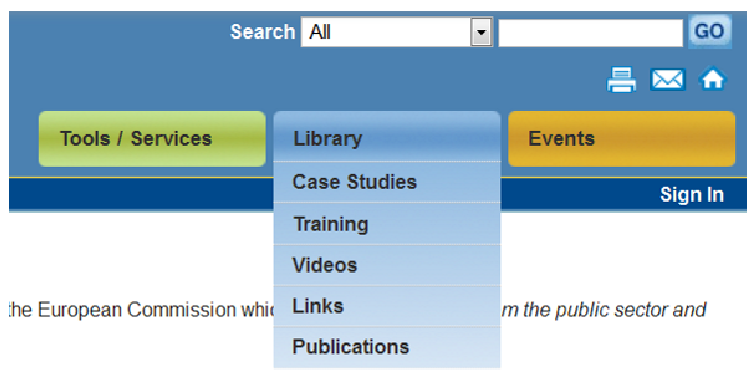 Search All GO
Tools / Services Library Events
Case Studies
Sign In
Training
Videos
the European Commission Links m the public sector and
Publications